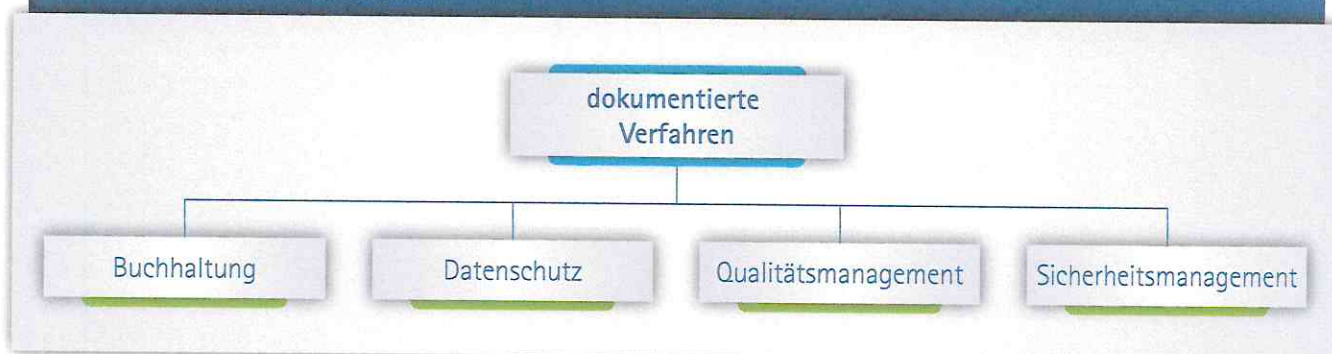 dokumentierte
Verfahren
Buchhaltung
Datenschutz
Qualitätsmanagement
Sicherheitsmanagement